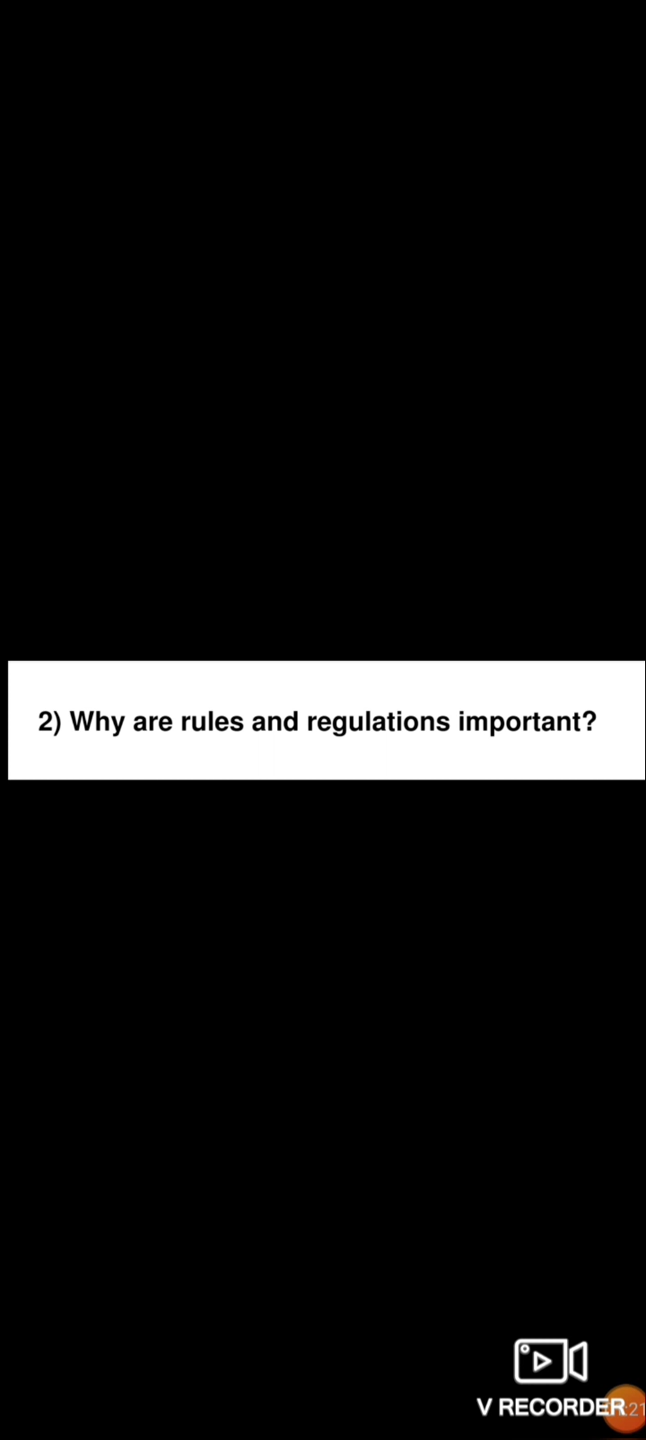 2) Why are rules and regulations important?
V RECORDER